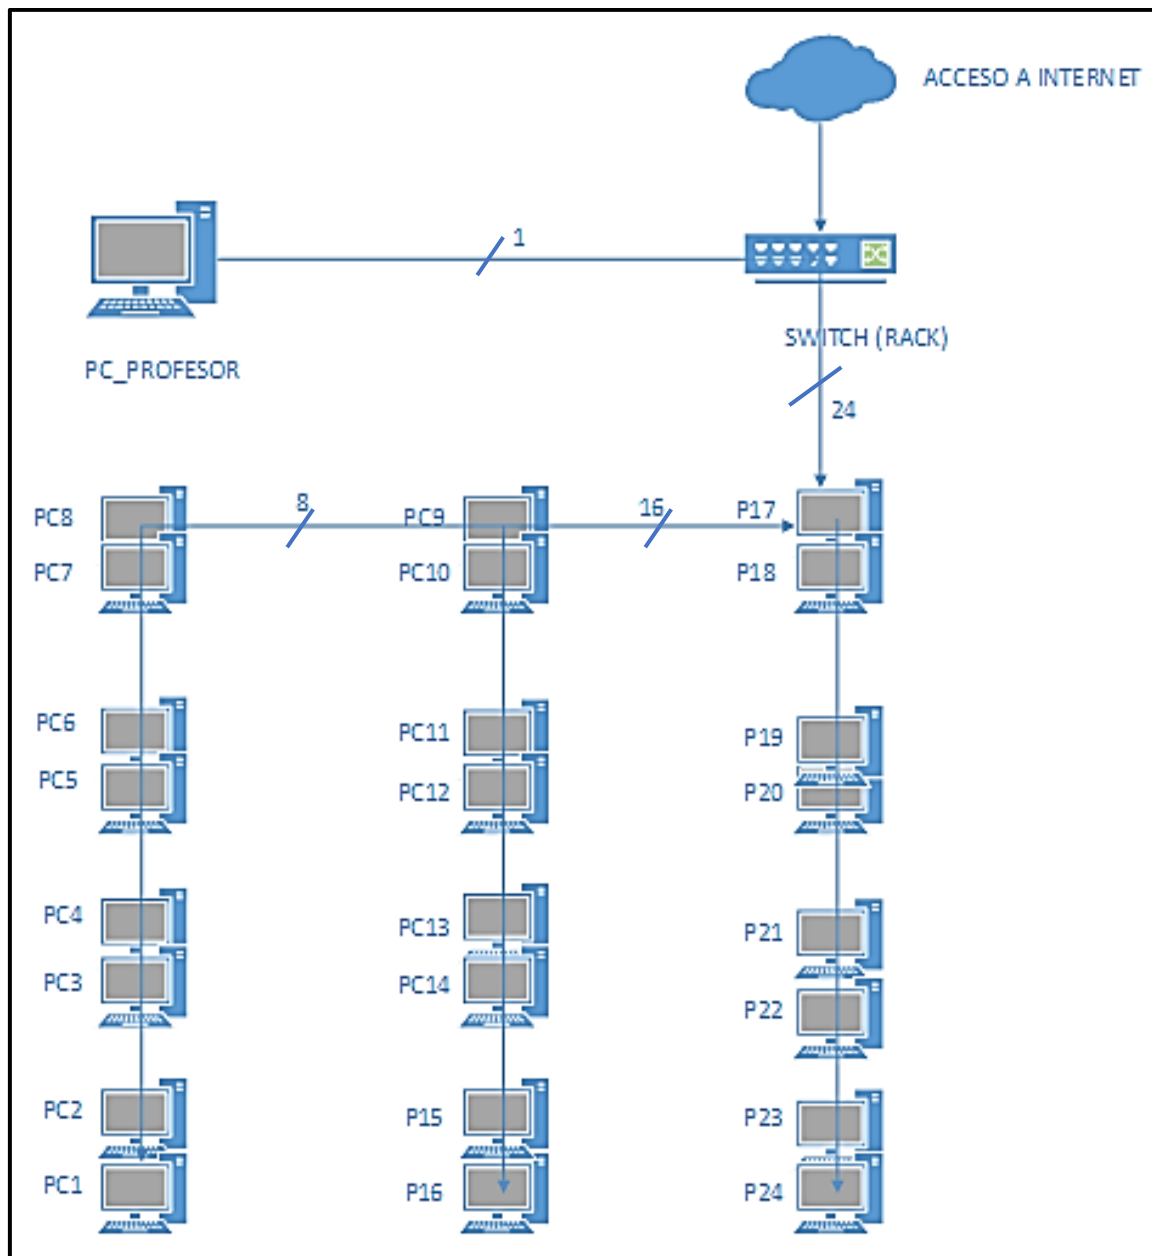 ACCESO A INTERNET
1
SWITCH (RACK)
PC_PROFESOR
24
PC8
8
PC9
16
P17
PC7
PC10
P18
PC6
PC11
P19
PC5
PC12
P20
PC4
PC13
P21
PC3
PC14
P22
PC2
P15
P23
PC1
P16
P24